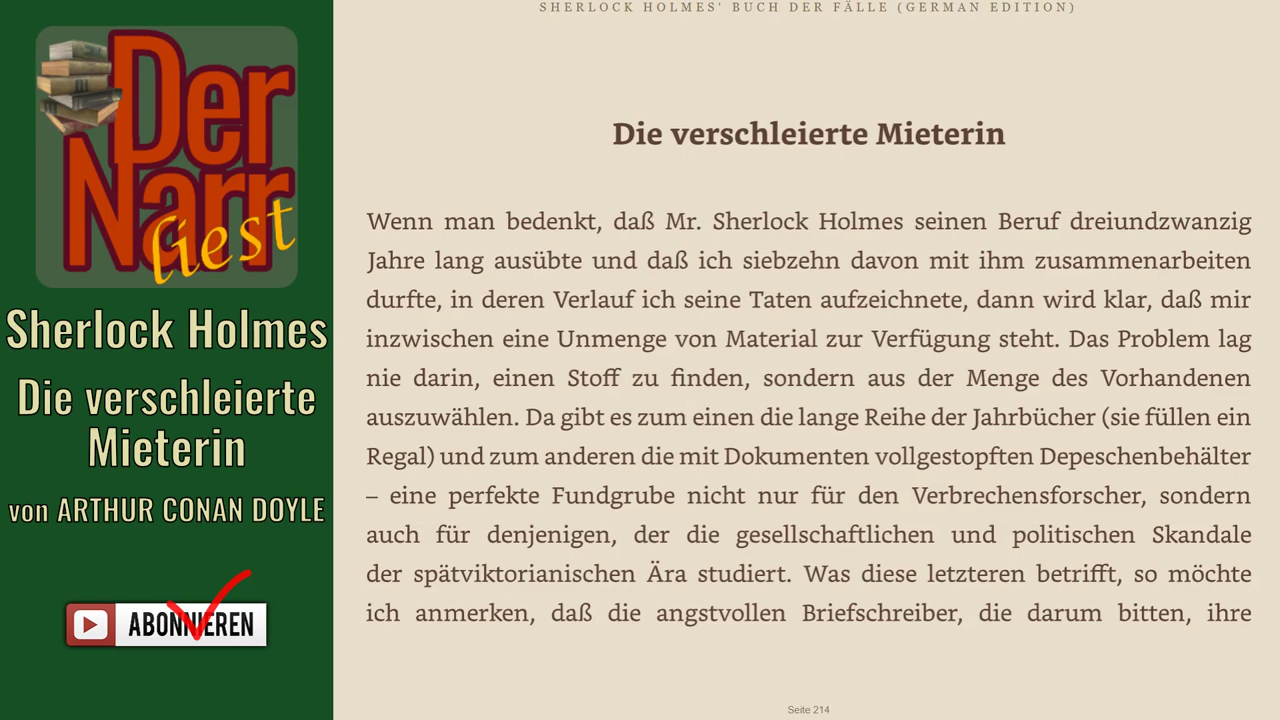 Der
Narr
liest
Sherlock Holmes
Die verschleierte
Mieterin
von ARTHUR CONAN DOYLE
ABONNIEREN
SHERLOCK HOLMES' BUCH DER FÄLLE (GERMAN EDITION)
Die verschleierte Mieterin
Wenn man bedenkt, daß Mr. Sherlock Holmes seinen Beruf dreiundzwanzig
Jahre lang ausübte und daß ich siebzehn davon mit ihm zusammenarbeiten
durfte, in deren Verlauf ich seine Taten aufzeichnete, dann wird klar, daß mir
inzwischen eine Unmenge von Material zur Verfügung steht. Das Problem lag
nie darin, einen Stoff zu finden, sondern aus der Menge des Vorhandenen
auszuwählen. Da gibt es zum einen die lange Reihe der Jahrbücher (sie füllen ein
Regal) und zum anderen die mit Dokumenten vollgestopften Depeschenbehälter
– eine perfekte Fundgrube nicht nur für den Verbrechensforscher, sondern
auch für denjenigen, der die gesellschaftlichen und politischen Skandale
der spätviktorianischen Ära studiert. Was diese letzteren betrifft, so möchte
ich anmerken, daß die angstvollen Briefschreiber, die darum bitten, ihre
Seite 214